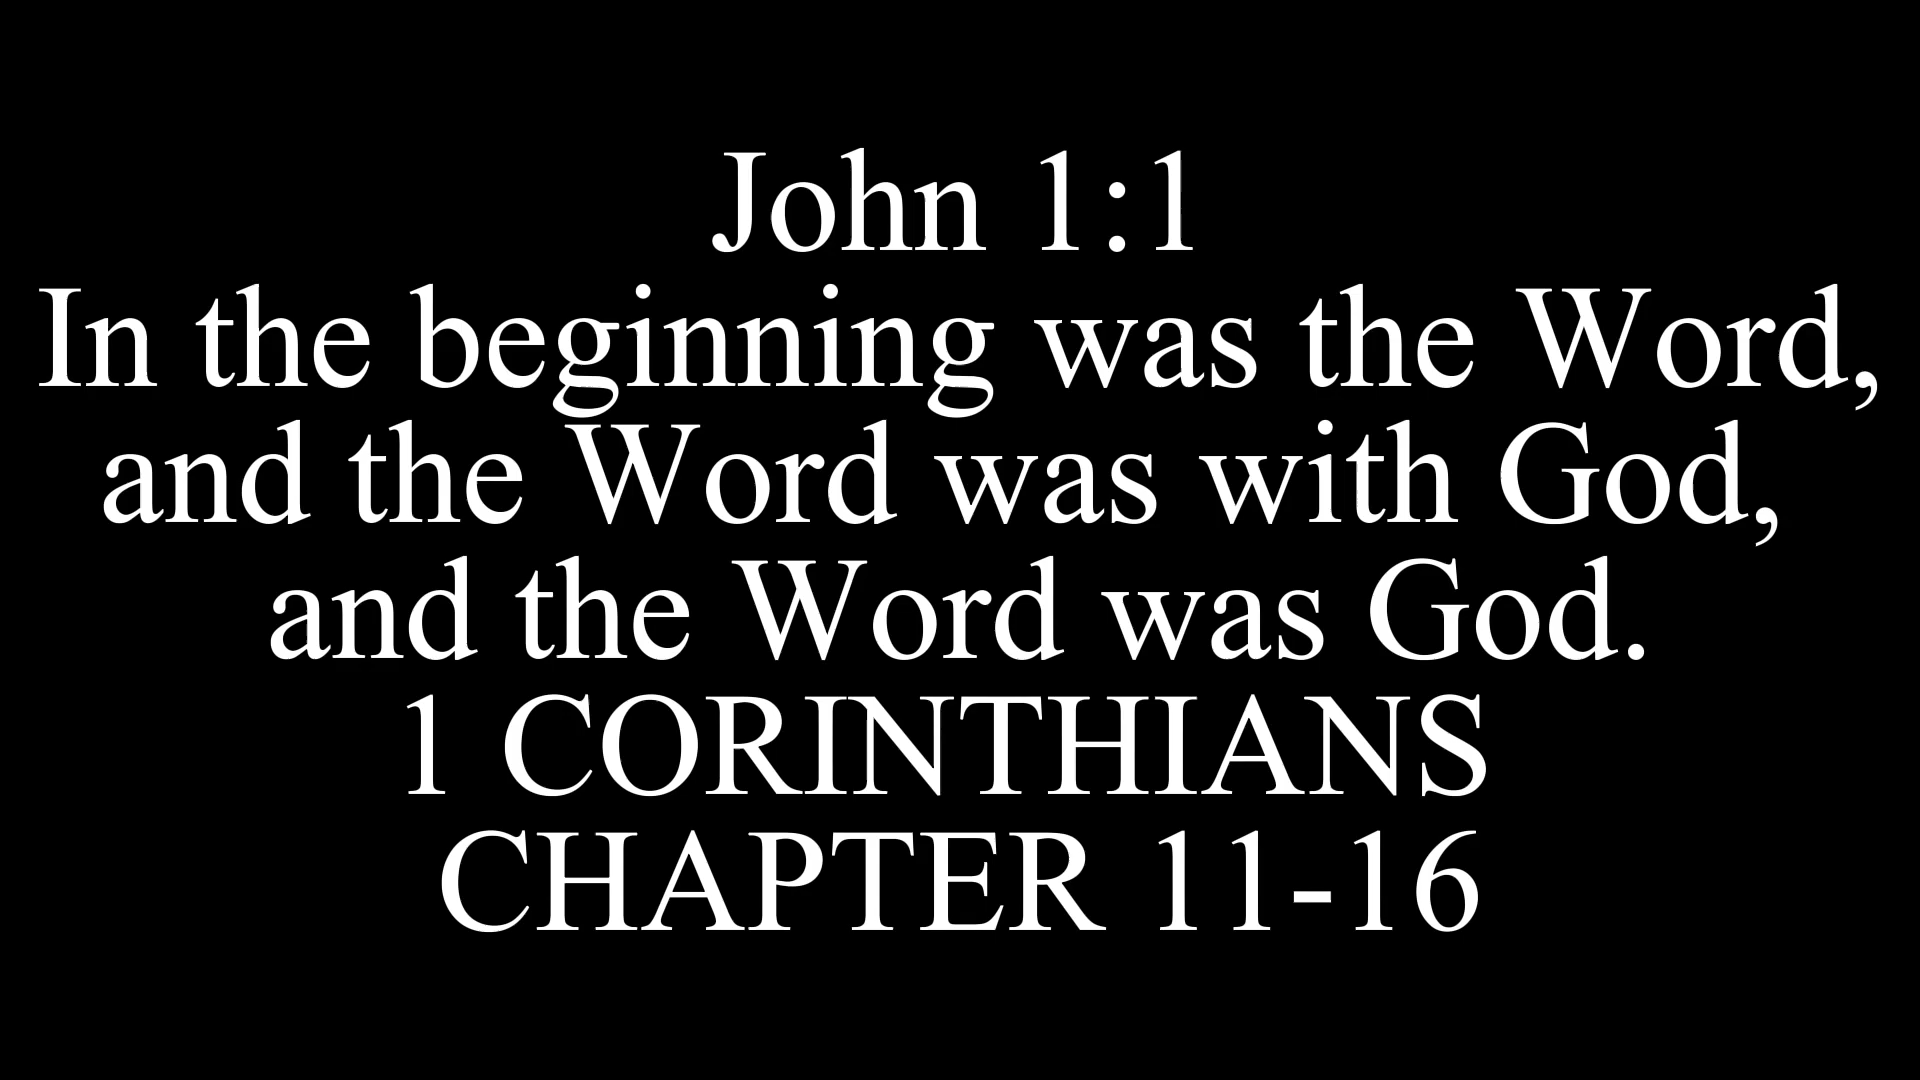 John 1:1
In the beginning was the Word,
and the Word was with God,
and the Word was God.
1 CORINTHIANS
CHAPTER 11-16